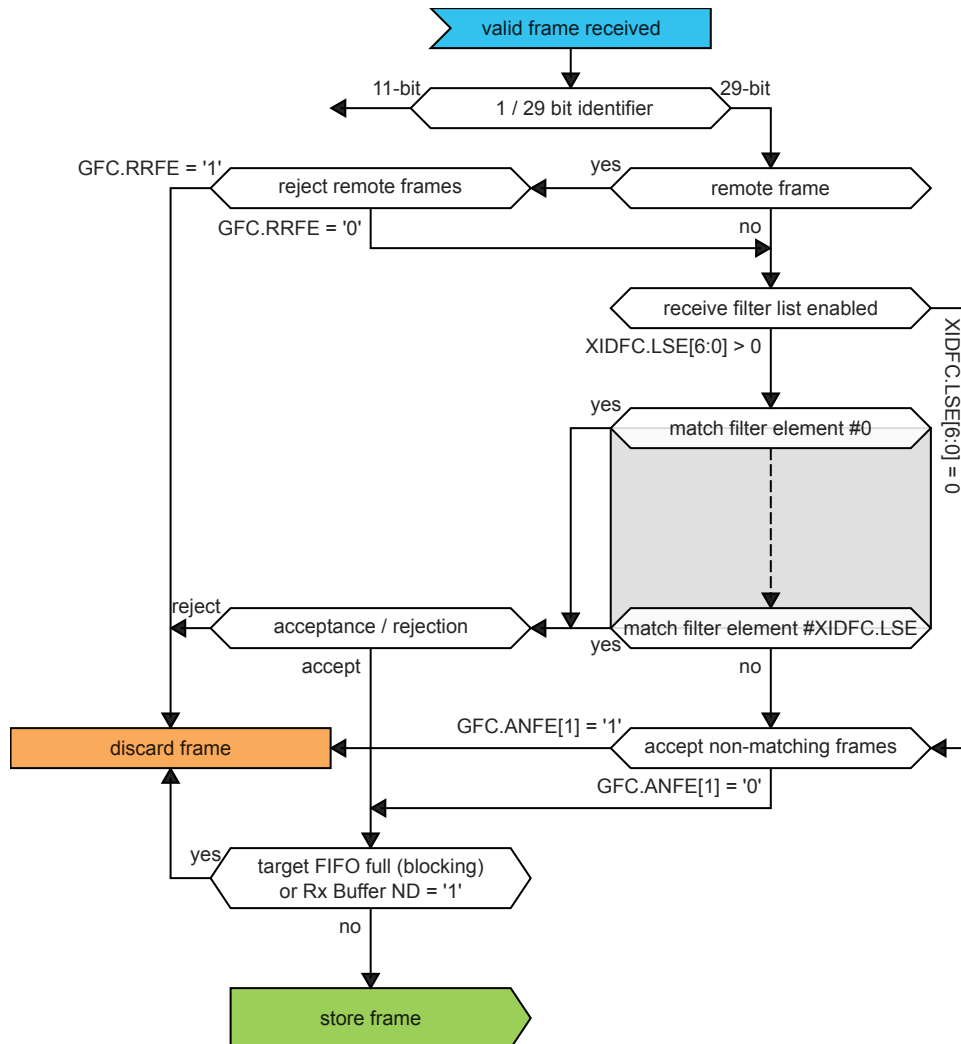 valid frame received
11-bit
29-bit
1 / 29 bit identifier
GFC.RRFE = '1'
yes
reject remote frames
remote frame
GFC.RRFE = '0'
no
receive filter list enabled
XIDFC.LSE[6:0] > 0
XIDFC.LSE[6:0] = 0
yes
match filter element #0
reject
acceptance / rejection
match filter element #XIDFC.LSE
yes
accept
no
GFC.ANFE[1] = '1'
discard frame
accept non-matching frames
GFC.ANFE[1] = '0'
yes
target FIFO full (blocking)
or Rx Buffer ND = '1'
no
store frame